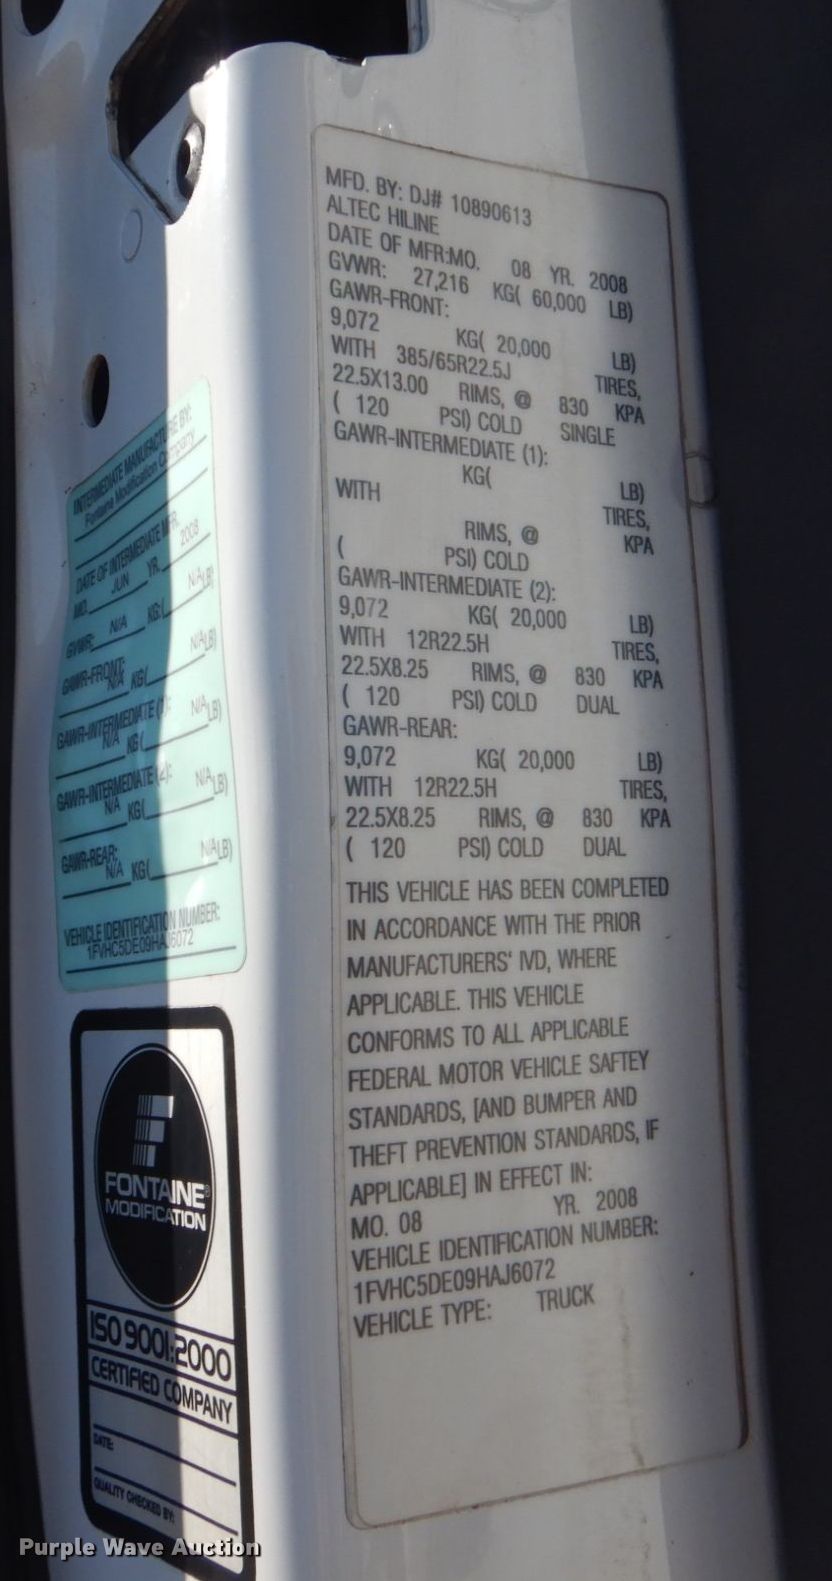 MFD. BY: DJ# 10890613
ALTEC HILINE
DATE OF MFR:MO. 08 YR. 2008
GVWR: 27,216 KG( 60,000 LB)
GAWR-FRONT:
9,072 KG( 20,000 LB)
WITH 385/65R22.5J TIRES,
22.5X13.00 RIMS, @ 830 KPA
( 120 PSI) COLD SINGLE
GAWR-INTERMEDIATE (1):
KG( LB)
WITH TIRES,
RIMS, @ KPA
( PSI) COLD
GAWR-INTERMEDIATE (2):
9,072 KG( 20,000 LB)
WITH 12R22.5H TIRES,
22.5X8.25 RIMS, @ 830 KPA
( 120 PSI) COLD DUAL
GAWR-REAR:
9,072 KG( 20,000 LB)
WITH 12R22.5H TIRES,
22.5X8.25 RIMS, @ 830 KPA
( 120 PSI) COLD DUAL
THIS VEHICLE HAS BEEN COMPLETED
IN ACCORDANCE WITH THE PRIOR
MANUFACTURERS' IVD, WHERE
APPLICABLE. THIS VEHICLE
CONFORMS TO ALL APPLICABLE
FEDERAL MOTOR VEHICLE SAFTEY
STANDARDS, [AND BUMPER AND
THEFT PREVENTION STANDARDS, IF
APPLICABLE] IN EFFECT IN:
MO. 08 YR. 2008
VEHICLE IDENTIFICATION NUMBER:
1FVHC5DE09HAJ6072
VEHICLE TYPE: TRUCK
INTERMEDIATE MANUFACTURE BY:
Fontaine Modification Company
DATE OF INTERMEDIATE MFR.
MO. JUN YR. 2008
GVWR: N/A KG:( N/A LB)
GAWR-FRONT:
N/A KG( N/A LB)
GAWR-INTERMEDIATE (1):
N/A KG( N/A LB)
GAWR-INTERMEDIATE (2):
N/A KG( N/A LB)
GAWR-REAR:
N/A KG( N/A LB)
VEHICLE IDENTIFICATION NUMBER:
1FVHC5DE09HAJ6072
FONTAINE
MODIFICATION
ISO 9001:2000
CERTIFIED COMPANY
DATE:
QUALITY CHECKED BY:
Purple Wave Auction